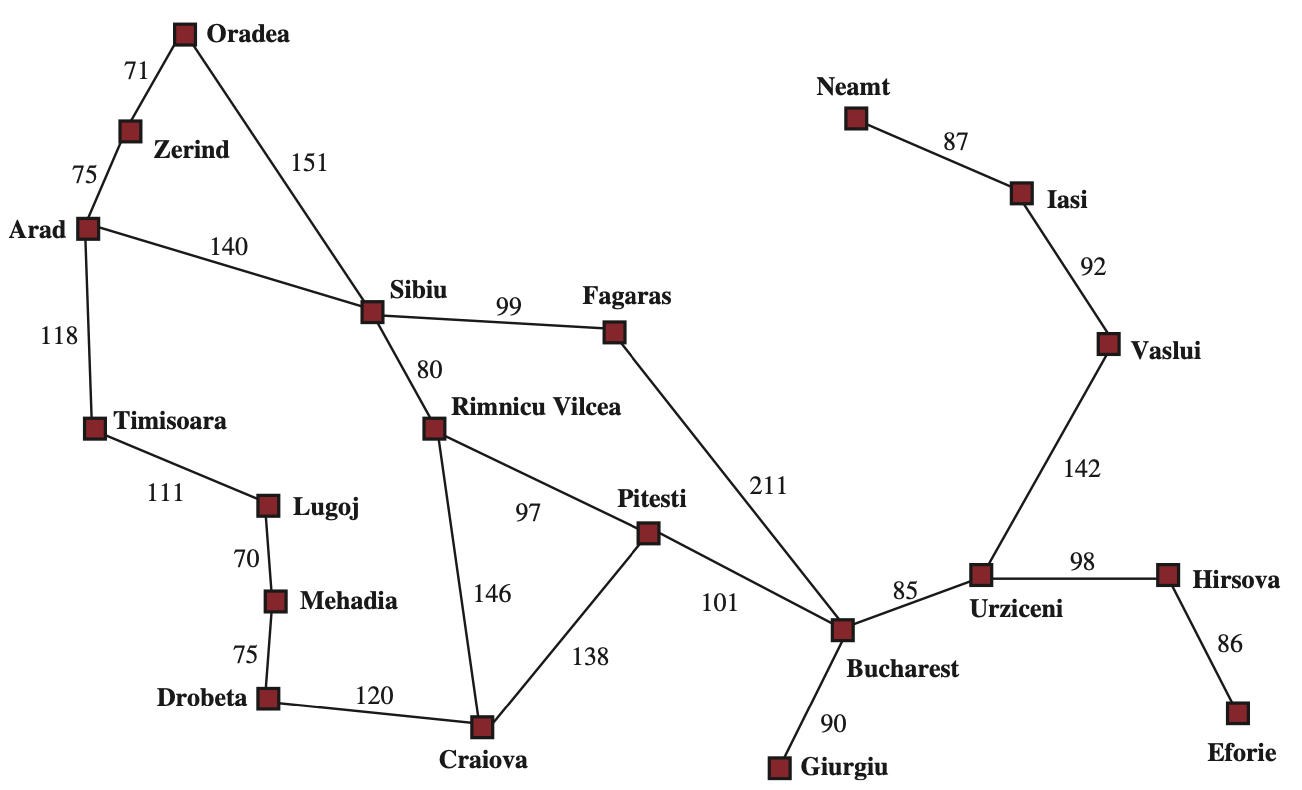 Oradea
71
Neamt
87
Zerind
151
75
Iasi
Arad
140
92
Sibiu
Fagaras
99
118
Vaslui
80
Rimnicu Vilcea
Timisoara
142
211
111
Pitesti
97
Lugoj
70
98
Hirsova
146
85
Mehadia
101
Urziceni
86
75
138
Bucharest
Drobeta
120
90
Craiova
Eforie
Giurgiu